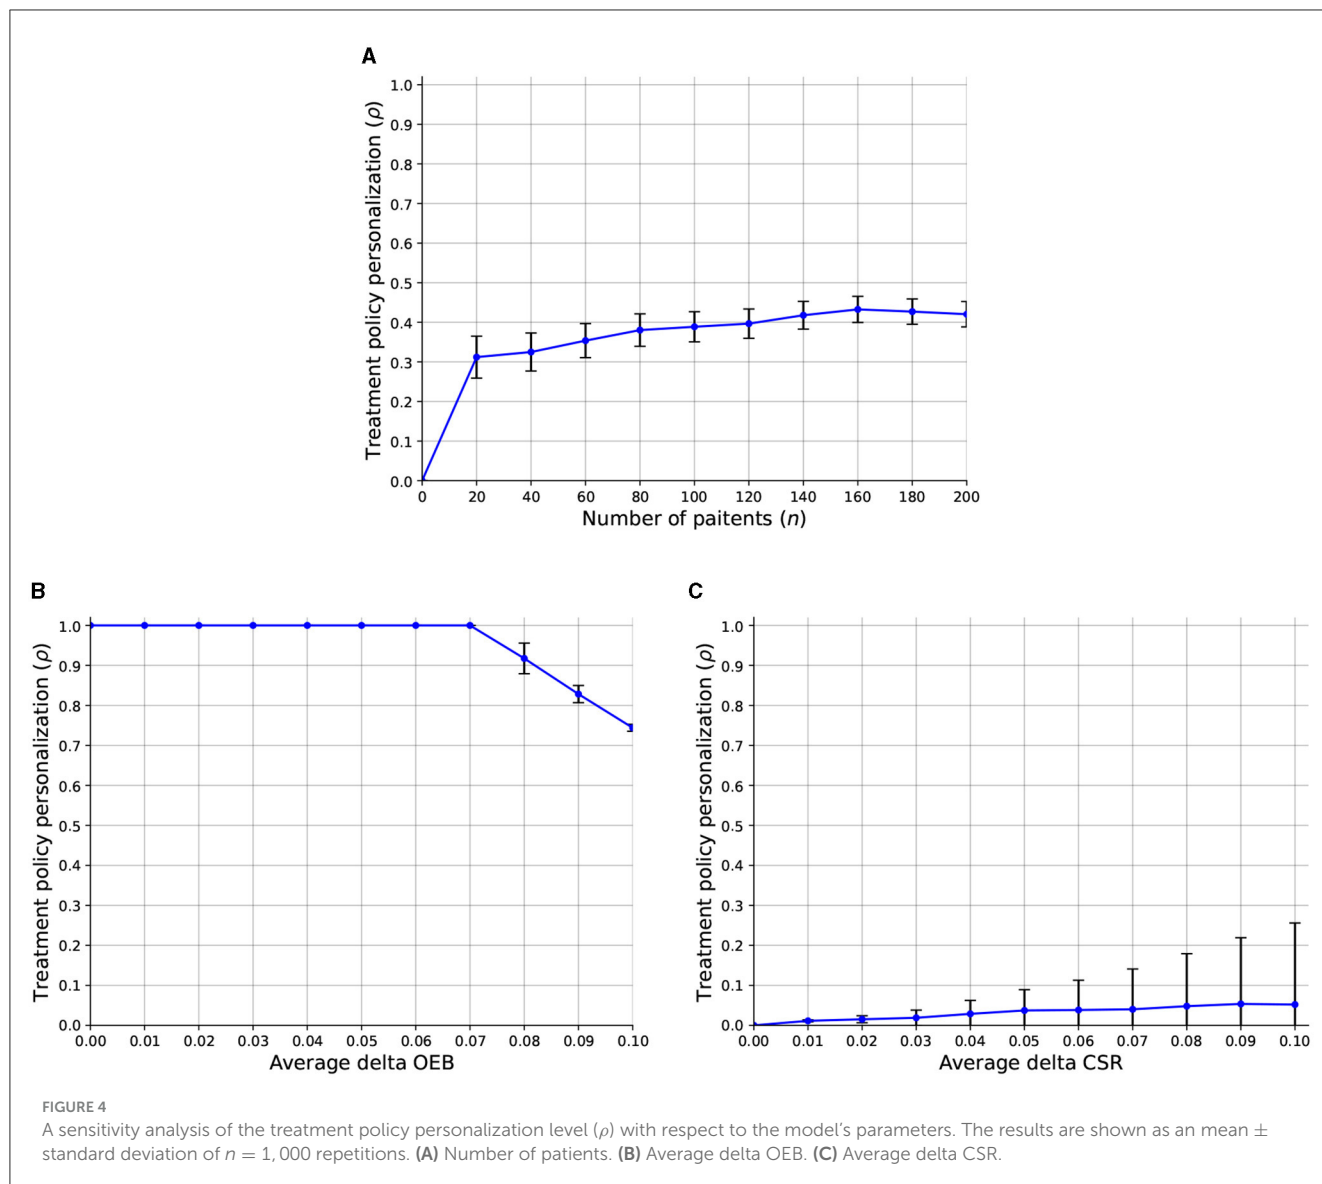 A
Treatment policy personalization (ρ)
1.0
0.9
0.8
0.7
0.6
0.5
0.4
0.3
0.2
0.1
0.0
0 20 40 60 80 100 120 140 160 180 200
Number of paitents (n)
B
Treatment policy personalization (ρ)
1.0
0.9
0.8
0.7
0.6
0.5
0.4
0.3
0.2
0.1
0.0
0.00 0.01 0.02 0.03 0.04 0.05 0.06 0.07 0.08 0.09 0.10
Average delta OEB
C
Treatment policy personalization (ρ)
1.0
0.9
0.8
0.7
0.6
0.5
0.4
0.3
0.2
0.1
0.0
0.00 0.01 0.02 0.03 0.04 0.05 0.06 0.07 0.08 0.09 0.10
Average delta CSR
FIGURE 4
A sensitivity analysis of the treatment policy personalization level (ρ) with respect to the model's parameters. The results are shown as an mean ±
standard deviation of n = 1, 000 repetitions. (A) Number of patients. (B) Average delta OEB. (C) Average delta CSR.